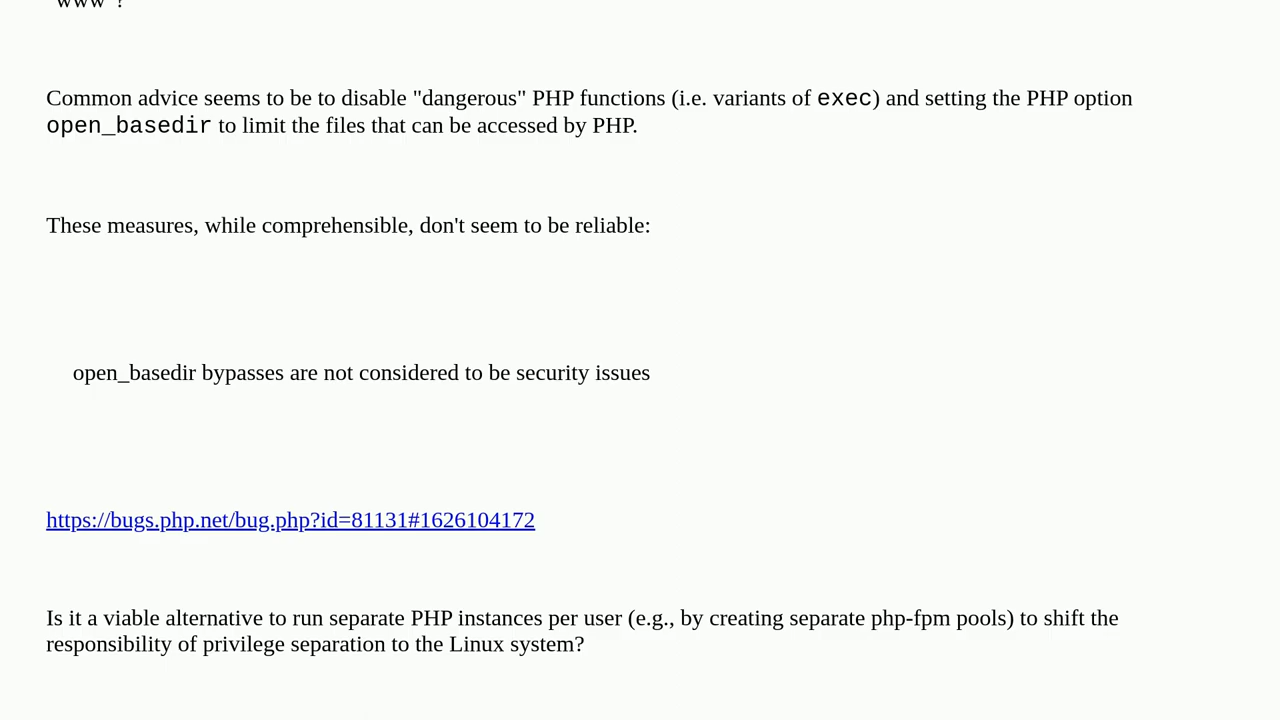 "www"?
Common advice seems to be to disable "dangerous" PHP functions (i.e. variants of exec) and setting the PHP option
open_basedir to limit the files that can be accessed by PHP.
These measures, while comprehensible, don't seem to be reliable:
open_basedir bypasses are not considered to be security issues
https://bugs.php.net/bug.php?id=81131#1626104172
Is it a viable alternative to run separate PHP instances per user (e.g., by creating separate php-fpm pools) to shift the
responsibility of privilege separation to the Linux system?